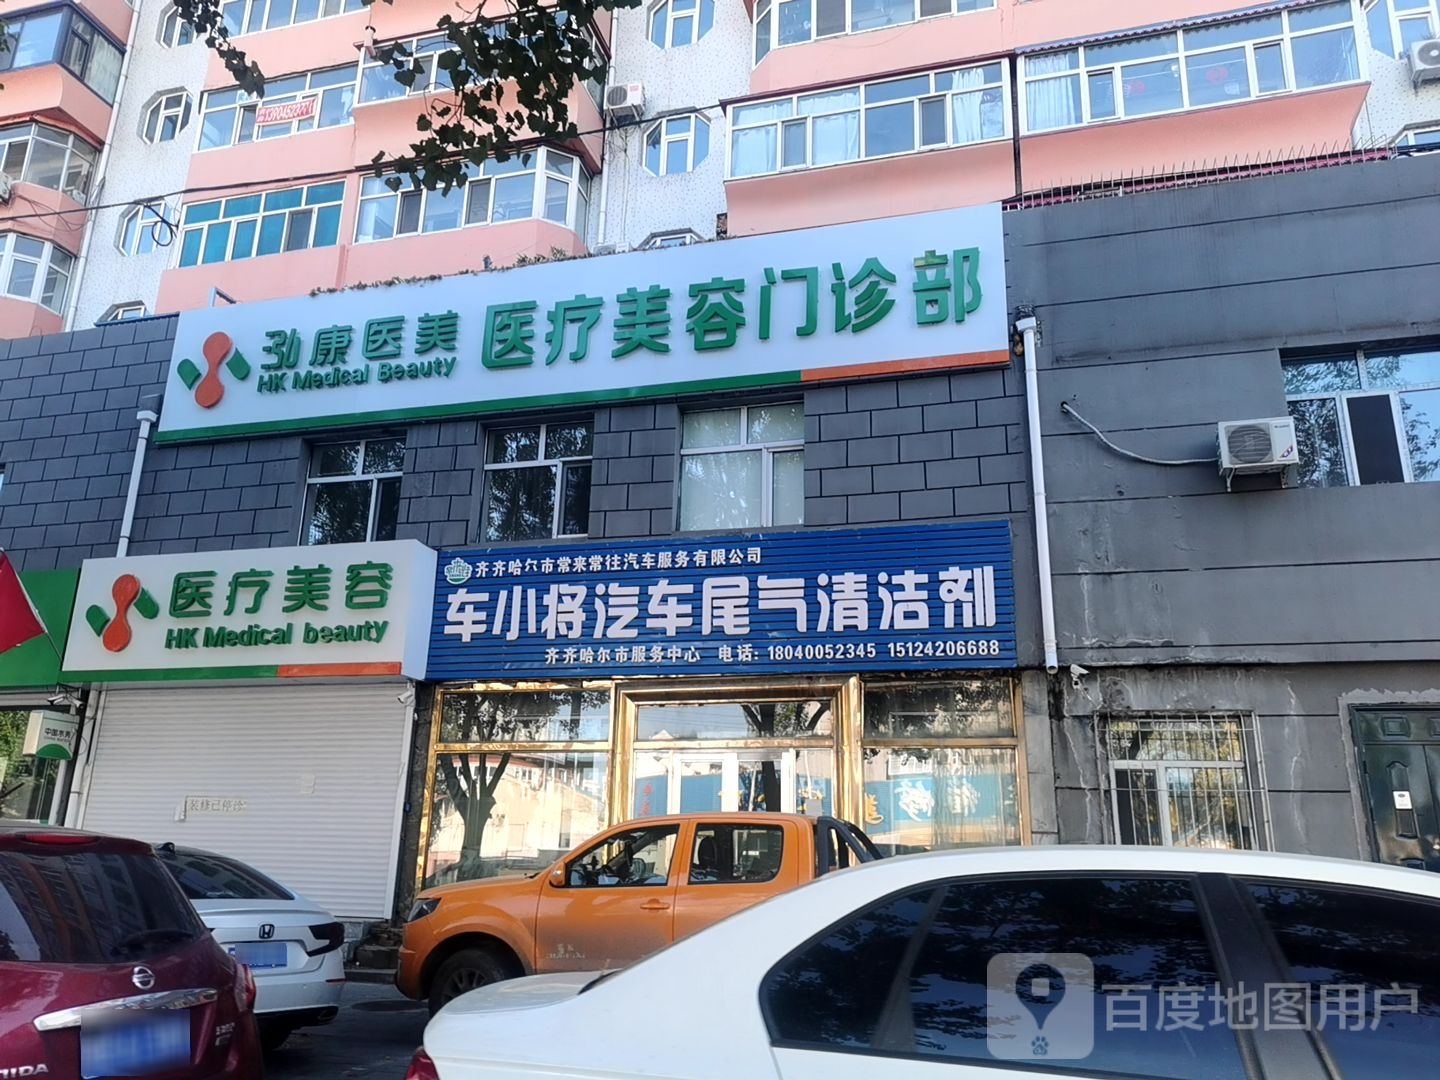 泓康医美 医疗美容门诊部
HK Medical Beauty
医疗美容
HK Medical beauty
齐齐哈尔市常来常往汽车服务有限公司
车小将汽车尾气清洁剂
齐齐哈尔市服务中心 电话: 18040052345 15124206688
装修已停诊
百度地图用户